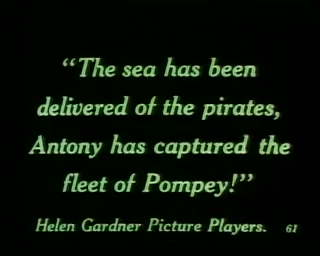 “The sea has been
delivered of the pirates,
Antony has captured the
fleet of Pompey!”
Helen Gardner Picture Players. 61